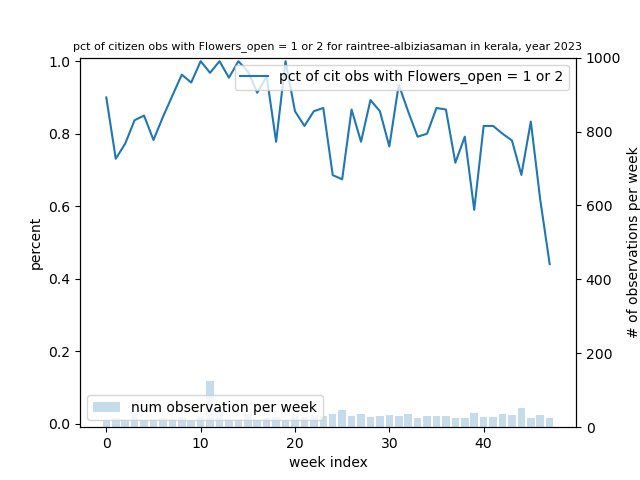 pct of citizen obs with Flowers_open = 1 or 2 for raintree-albiziasaman in kerala, year 2023
pct of cit obs with Flowers_open = 1 or 2
1.0
0.8
0.6
0.4
0.2
0.0
percent
1000
800
600
400
200
0
# of observations per week
num observation per week
0
10
20
30
40
week index